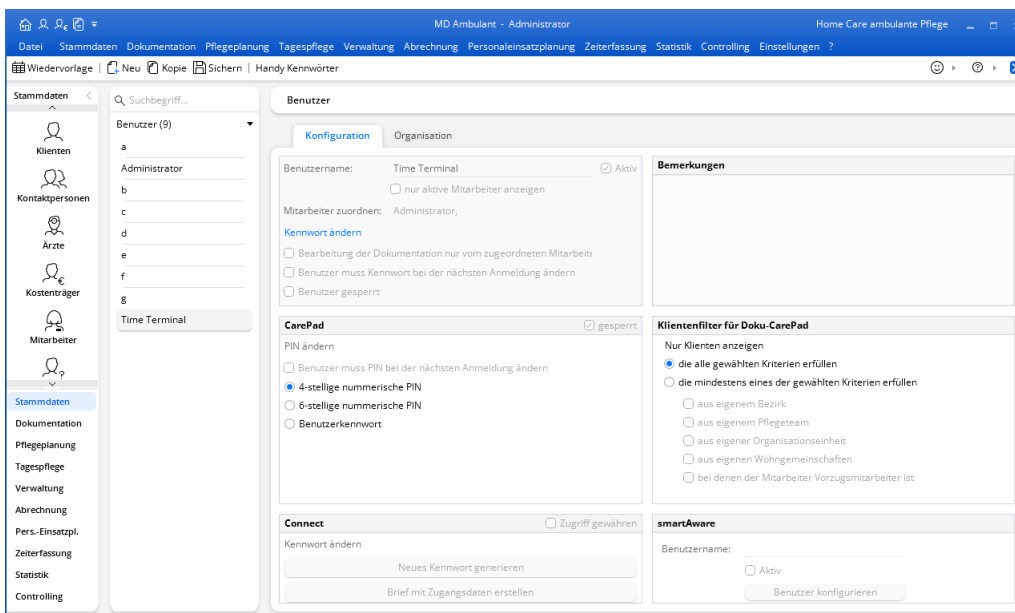 MD Ambulant - Administrator
Home Care ambulante Pflege
Datei Stammdaten Dokumentation Pflegeplanung Tagespflege Verwaltung Abrechnung Personaleinsatzplanung Zeiterfassung Statistik Controlling Einstellungen ?
Wiedervorlage | Neu Kopie Sichern | Handy Kennwörter
Stammdaten
Klienten
Kontaktpersonen
Ärzte
Kostenträger
Mitarbeiter
Stammdaten
Dokumentation
Pflegeplanung
Tagespflege
Verwaltung
Abrechnung
Pers.-Einsatzpl.
Zeiterfassung
Statistik
Controlling
Suchbegriff...
Benutzer (9)
a
Administrator
b
c
d
e
f
g
Time Terminal
Benutzer
Konfiguration Organisation
Benutzername: Time Terminal Aktiv
nur aktive Mitarbeiter anzeigen
Mitarbeiter zuordnen: Administrator,
Kennwort ändern
Bearbeitung der Dokumentation nur vom zugeordneten Mitarbeite
Benutzer muss Kennwort bei der nächsten Anmeldung ändern
Benutzer gesperrt
Bemerkungen
CarePad gesperrt
PIN ändern
Benutzer muss PIN bei der nächsten Anmeldung ändern
4-stellige nummerische PIN
6-stellige nummerische PIN
Benutzerkennwort
Klientenfilter für Doku-CarePad
Nur Klienten anzeigen
die alle gewählten Kriterien erfüllen
die mindestens eines der gewählten Kriterien erfüllen
aus eigenem Bezirk
aus eigenem Pflegeteam
aus eigener Organisationseinheit
aus eigenen Wohngemeinschaften
bei denen der Mitarbeiter Vorzugsmitarbeiter ist
Connect Zugriff gewähren
Kennwort ändern
Neues Kennwort generieren
Brief mit Zugangsdaten erstellen
smartAware
Benutzername:
Aktiv
Benutzer konfigurieren